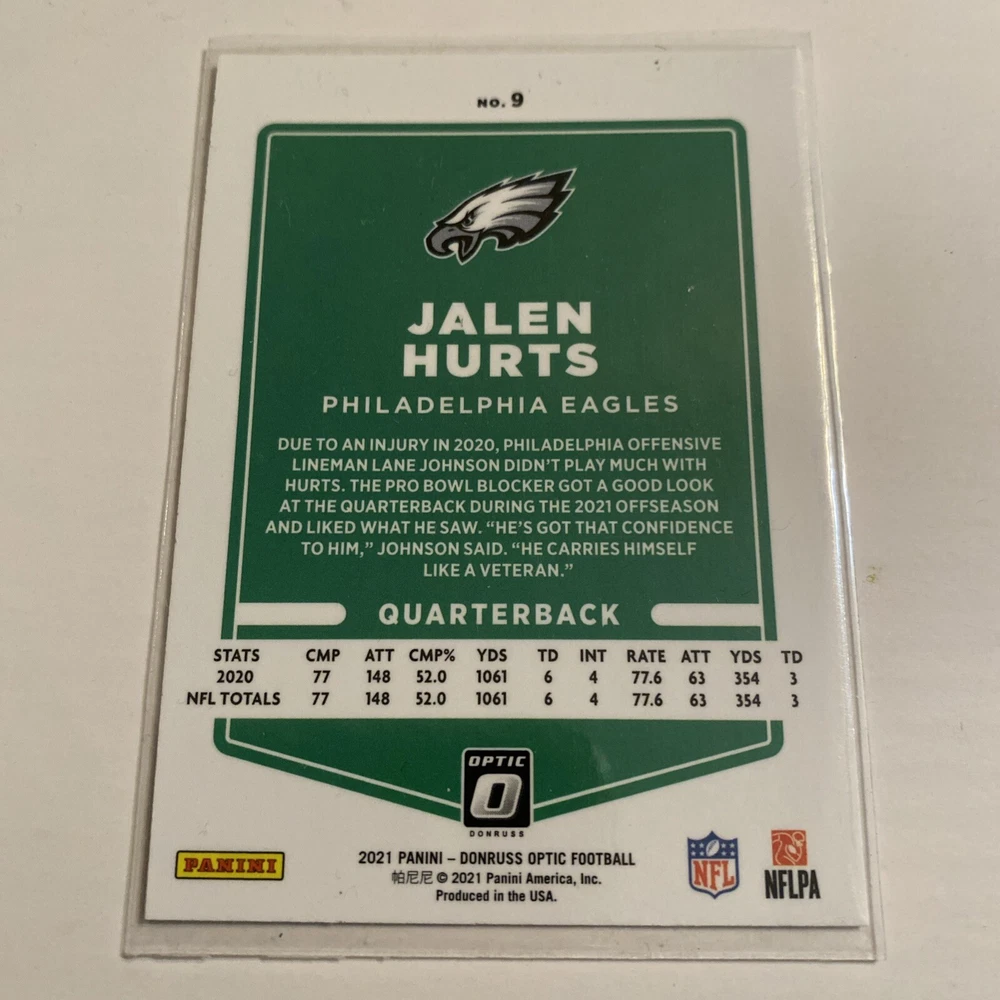 NO. 9
JALEN
HURTS
PHILADELPHIA EAGLES
DUE TO AN INJURY IN 2020, PHILADELPHIA OFFENSIVE
LINEMAN LANE JOHNSON DIDN'T PLAY MUCH WITH
HURTS. THE PRO BOWL BLOCKER GOT A GOOD LOOK
AT THE QUARTERBACK DURING THE 2021 OFFSEASON
AND LIKED WHAT HE SAW. “HE'S GOT THAT CONFIDENCE
TO HIM,” JOHNSON SAID. “HE CARRIES HIMSELF
LIKE A VETERAN.”
QUARTERBACK
STATS CMP ATT CMP% YDS TD INT RATE ATT YDS TD
2020 77 148 52.0 1061 6 4 77.6 63 354 3
NFL TOTALS 77 148 52.0 1061 6 4 77.6 63 354 3
OPTIC
O
DONRUSS
PANINI
2021 PANINI – DONRUSS OPTIC FOOTBALL
帕尼尼 © 2021 Panini America, Inc.
Produced in the USA.
NFL
NFLPA